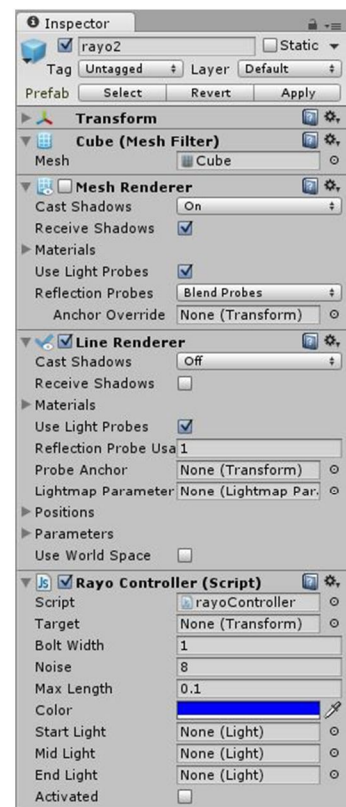 Inspector
rayo2 Static
Tag Untagged Layer Default
Prefab Select Revert Apply
Transform
Cube (Mesh Filter)
Mesh Cube
Mesh Renderer
Cast Shadows On
Receive Shadows
Materials
Use Light Probes
Reflection Probes Blend Probes
Anchor Override None (Transform)
Line Renderer
Cast Shadows Off
Receive Shadows
Materials
Use Light Probes
Reflection Probe Usa 1
Probe Anchor None (Transform)
Lightmap Parameter None (Lightmap Par.
Positions
Parameters
Use World Space
Js Rayo Controller (Script)
Script rayoController
Target None (Transform)
Bolt Width 1
Noise 8
Max Length 0.1
Color
Start Light None (Light)
Mid Light None (Light)
End Light None (Light)
Activated